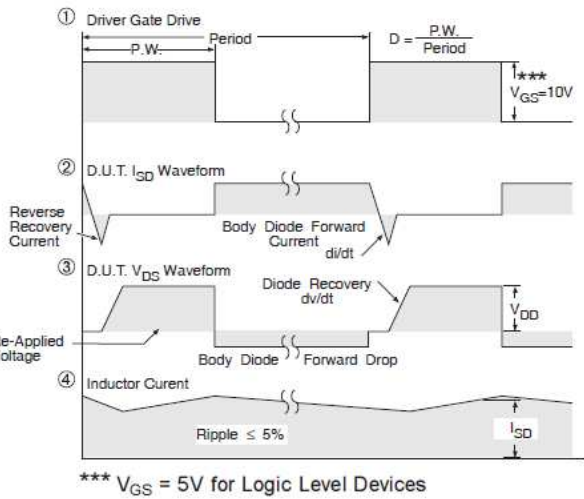 ① Driver Gate Drive
P.W.
Period
D = P.W.
Period
***
VGS=10V
② D.U.T. ISD Waveform
Reverse
Recovery
Current
Body Diode Forward
Current
di/dt
③ D.U.T. VDS Waveform
Diode Recovery
dv/dt
VDD
e-Applied
oltage
Body Diode Forward Drop
④ Inductor Curent
Ripple ≤ 5%
ISD
*** VGS = 5V for Logic Level Devices